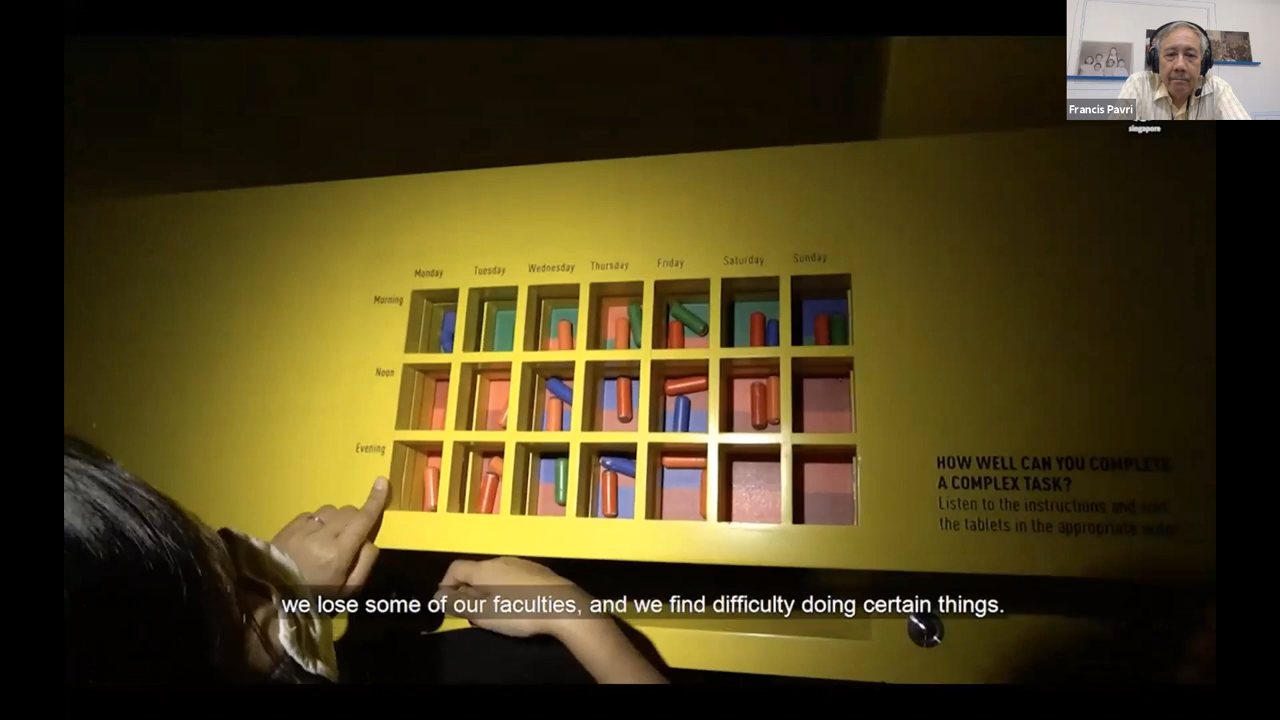 Francis Pavri
singapore
Monday Tuesday Wednesday Thursday Friday Saturday Sunday
Morning
Noon
Evening
HOW WELL CAN YOU COMPLETE
A COMPLEX TASK?
Listen to the instructions and sort
the tablets in the appropriate order
we lose some of our faculties, and we find difficulty doing certain things.